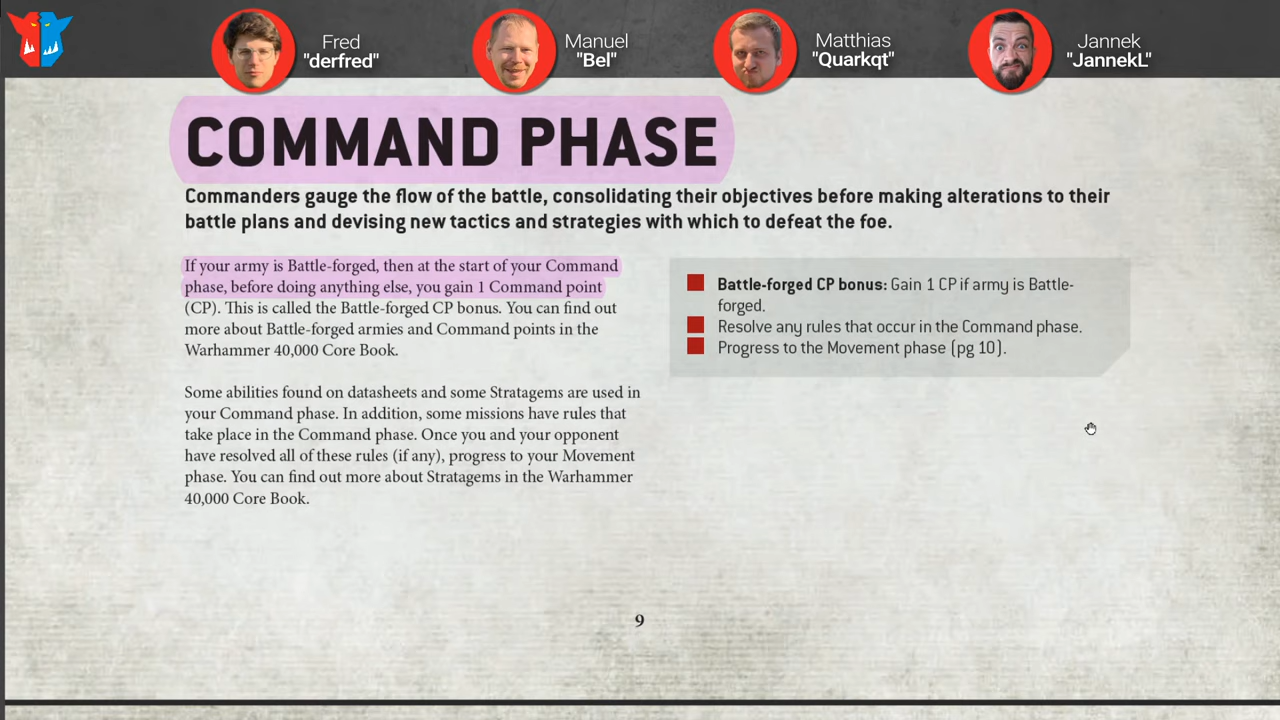 Fred
"derfred"
Manuel
"Bel"
Matthias
"Quarkqt"
Jannek
"JannekL"
COMMAND PHASE
Commanders gauge the flow of the battle, consolidating their objectives before making alterations to their
battle plans and devising new tactics and strategies with which to defeat the foe.
If your army is Battle-forged, then at the start of your Command
phase, before doing anything else, you gain 1 Command point
(CP). This is called the Battle-forged CP bonus. You can find out
more about Battle-forged armies and Command points in the
Warhammer 40,000 Core Book.
Some abilities found on datasheets and some Stratagems are used in
your Command phase. In addition, some missions have rules that
take place in the Command phase. Once you and your opponent
have resolved all of these rules (if any), progress to your Movement
phase. You can find out more about Stratagems in the Warhammer
40,000 Core Book.
Battle-forged CP bonus: Gain 1 CP if army is Battle-
forged.
Resolve any rules that occur in the Command phase.
Progress to the Movement phase (pg 10).
9